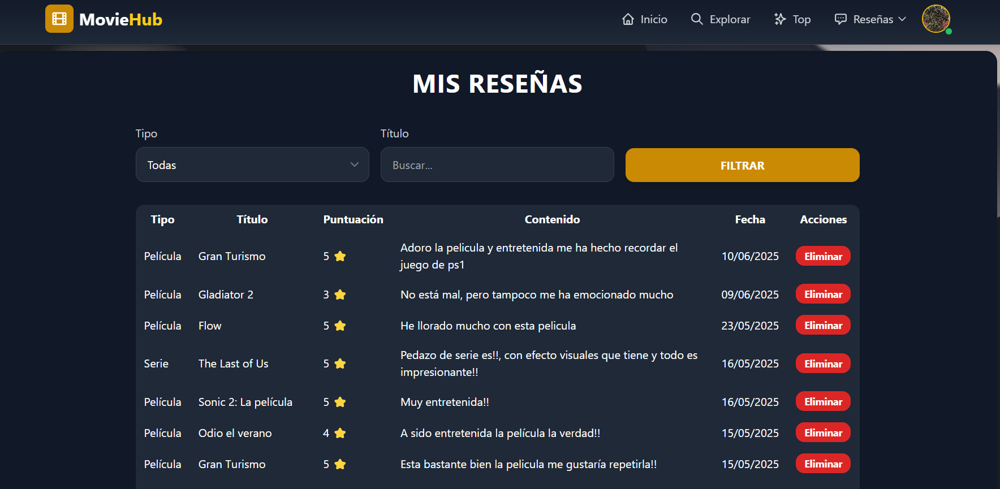 MovieHub
Inicio
Explorar
Top
Reseñas
MIS RESEÑAS
Tipo
Título
Todas
Buscar...
FILTRAR
Tipo Título Puntuación Contenido Fecha Acciones
Película Gran Turismo 5 Adoro la pelicula y entretenida me ha hecho recordar el
juego de ps1 10/06/2025 Eliminar
Película Gladiator 2 3 No está mal, pero tampoco me ha emocionado mucho 09/06/2025 Eliminar
Película Flow 5 He llorado mucho con esta pelicula 23/05/2025 Eliminar
Serie The Last of Us 5 Pedazo de serie es!!, con efecto visuales que tiene y todo es
impresionante!! 16/05/2025 Eliminar
Película Sonic 2: La película 5 Muy entretenida!! 16/05/2025 Eliminar
Película Odio el verano 4 A sido entretenida la película la verdad!! 15/05/2025 Eliminar
Película Gran Turismo 5 Esta bastante bien la pelicula me gustaría repetirla!! 15/05/2025 Eliminar